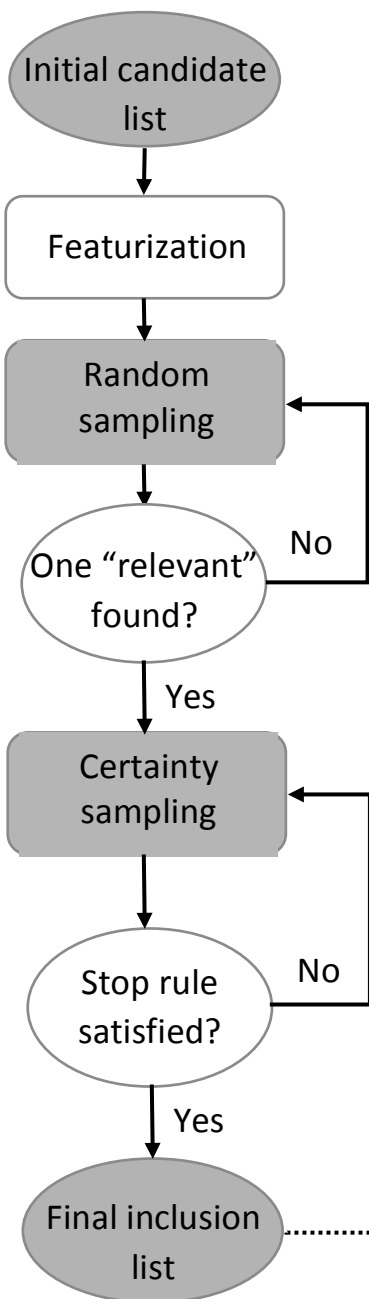 Initial candidate
list
Featurization
Random
sampling
One “relevant”
found?
No
Yes
Certainty
sampling
Stop rule
satisfied?
No
Yes
Final inclusion
list